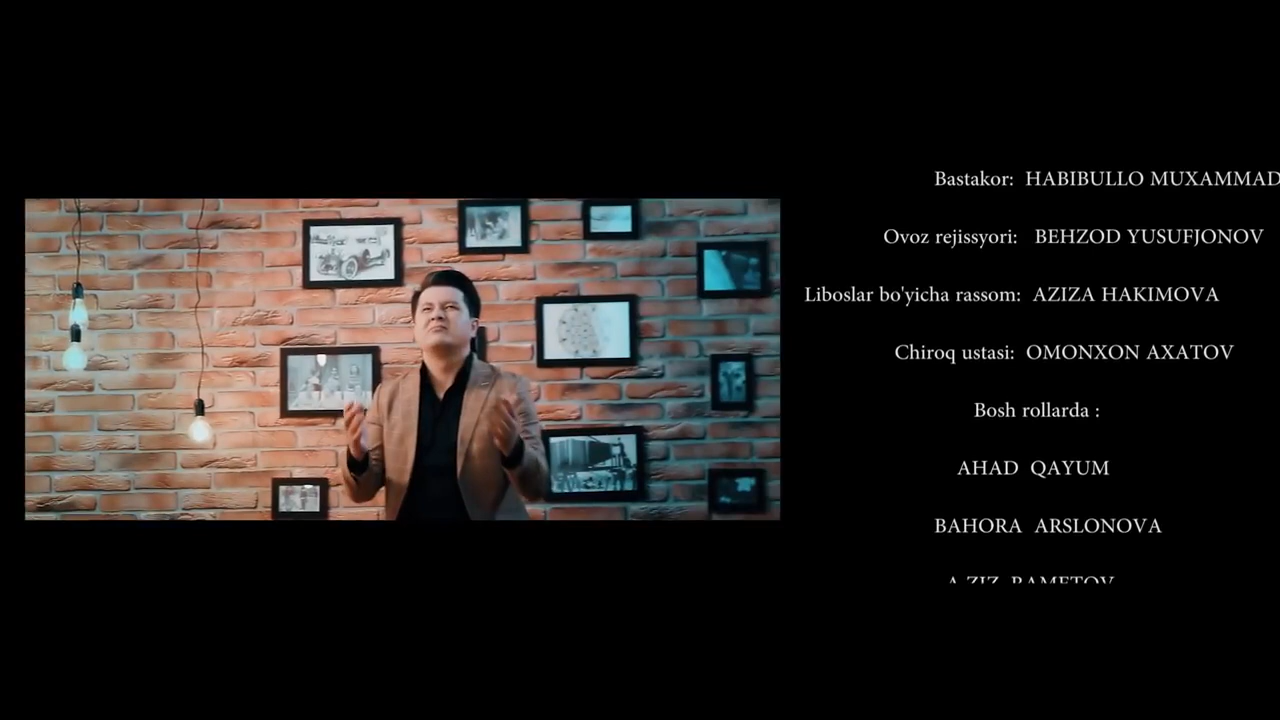 Bastakor: HABIBULLO MUXAMMAD
Ovoz rejissyori: BEHZOD YUSUFJONOV
Liboslar bo'yicha rassom: AZIZA HAKIMOVA
Chiroq ustasi: OMONXON AXATOV
Bosh rollarda :
AHAD QAYUM
BAHORA ARSLONOVA